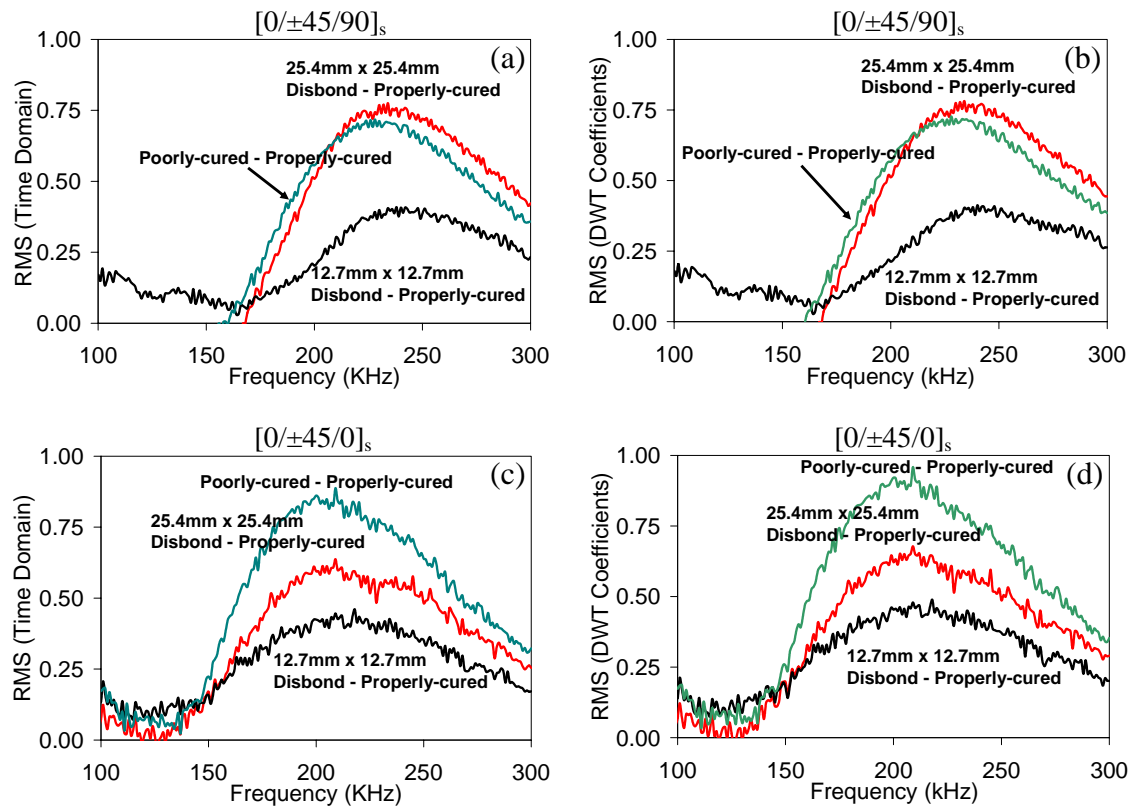 [0/±45/90]s
(a)
1.00
0.75
0.50
0.25
0.00
RMS (Time Domain)
25.4mm x 25.4mm
Disbond - Properly-cured
Poorly-cured - Properly-cured
12.7mm x 12.7mm
Disbond - Properly-cured
100 150 200 250 300
Frequency (KHz)
[0/±45/90]s
(b)
1.00
0.75
0.50
0.25
0.00
RMS (DWT Coefficients)
25.4mm x 25.4mm
Disbond - Properly-cured
Poorly-cured - Properly-cured
12.7mm x 12.7mm
Disbond - Properly-cured
100 150 200 250 300
Frequency (kHz)
[0/±45/0]s
(c)
1.00
0.75
0.50
0.25
0.00
RMS (Time Domain)
Poorly-cured - Properly-cured
25.4mm x 25.4mm
Disbond - Properly-cured
12.7mm x 12.7mm
Disbond - Properly-cured
100 150 200 250 300
Frequency (KHz)
[0/±45/0]s
(d)
1.00
0.75
0.50
0.25
0.00
RMS (DWT Coefficients)
Poorly-cured - Properly-cured
25.4mm x 25.4mm
Disbond - Properly-cured
12.7mm x 12.7mm
Disbond - Properly-cured
100 150 200 250 300
Frequency (kHz)